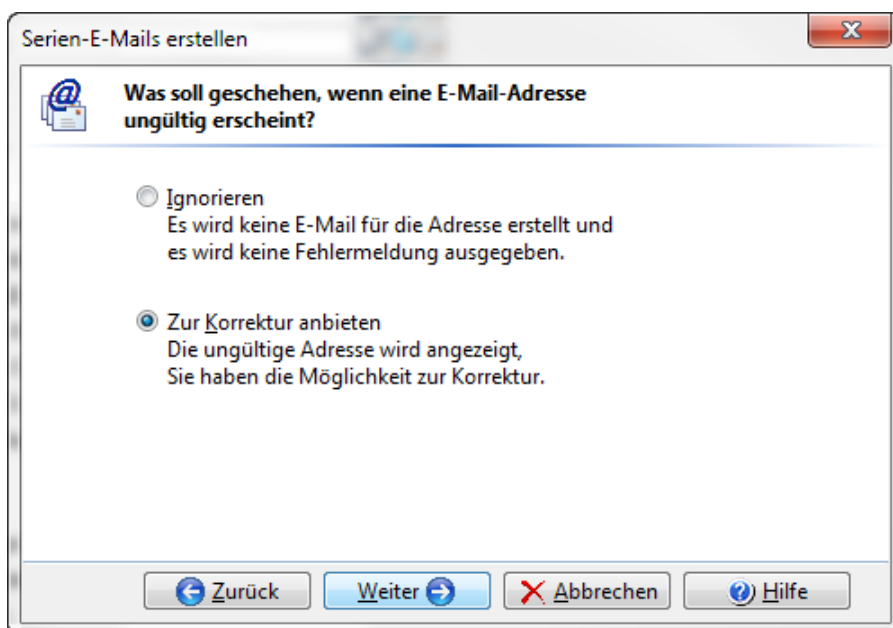 Serien-E-Mails erstellen
Was soll geschehen, wenn eine E-Mail-Adresse
ungültig erscheint?
Ignorieren
Es wird keine E-Mail für die Adresse erstellt und
es wird keine Fehlermeldung ausgegeben.
Zur Korrektur anbieten
Die ungültige Adresse wird angezeigt,
Sie haben die Möglichkeit zur Korrektur.
Zurück Weiter Abbrechen Hilfe